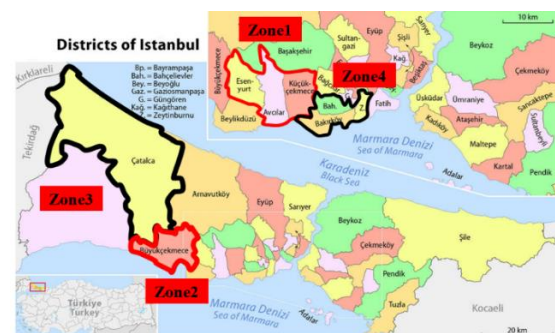 Districts of Istanbul
Bp. - Bayrampaşa
Bah. - Bahçelievler
Bey. - Beyoğlu
Gaz. - Gaziosmanpaşa
G. - Güngören
Kağ. - Kağıthane
Z. - Zeytinburnu
Kırklareli
Tekirdağ
Zone3
Çatalca
Büyükçekmece
Zone2
Arnavutköy
Eyüp
Sarıyer
Beykoz
Çekmeköy
Şile
Pendik
Tuzla
Adalar
Kocaeli
Karadeniz
Black Sea
Marmara Denizi
Sea of Marmara
Türkiye
Turkey
20 km
Zone1
Büyükçekmece
Esen-
yurt
Beylikdüzü
Avcılar
Küçük-
çekmece
Başakşehir
Bağcılar
Zone4
Bah.
Bakırköy
Z.
Fatih
Sultan-
gazi
Eyüp
Şişli
Kağ.
Beşiktaş
Sarıyer
Beykoz
Çekmeköy
Üsküdar
Ümraniye
Sancaktepe
Ataşehir
Kadıköy
Maltepe
Sultanbeyli
Kartal
Pendik
Adalar
Marmara Denizi
Sea of Marmara
10 km